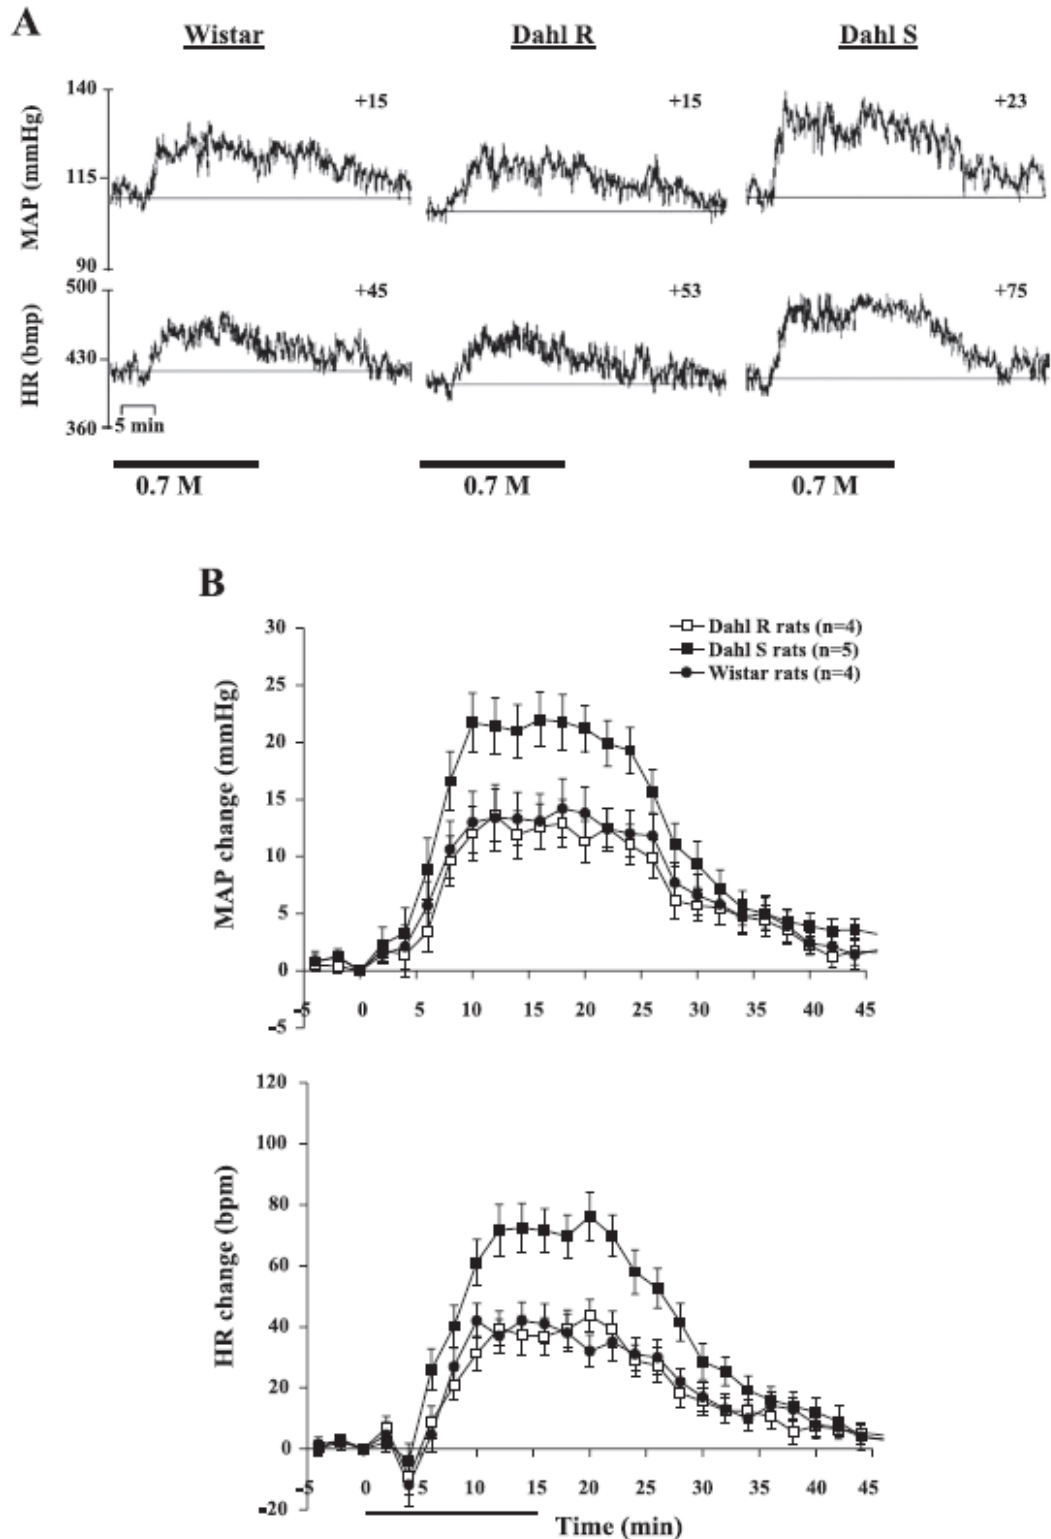 A
Wistar Dahl R Dahl S
140
+15 +15 +23
115
MAP (mmHg)
90
500
+45 +53 +75
430
HR (bmp)
360 5 min
0.7 M 0.7 M 0.7 M
B
30
Dahl R rats (n=4)
Dahl S rats (n=5)
Wistar rats (n=4)
25
20
15
10
5
0
-5
MAP change (mmHg)
-5 0 5 10 15 20 25 30 35 40 45
120
100
80
60
40
20
0
-20
HR change (bpm)
-5 0 5 10 15 20 25 30 35 40 45
Time (min)